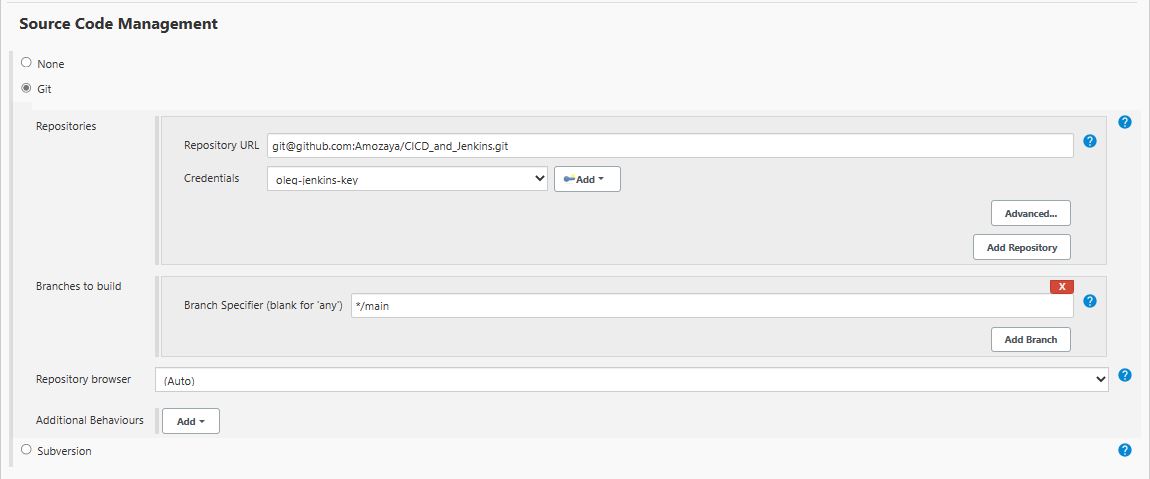 Source Code Management
None
Git
Repositories
Repository URL git@github.com:Amozaya/CICD_and_Jenkins.git
Credentials oleg-jenkins-key Add
Advanced...
Add Repository
Branches to build
X
Branch Specifier (blank for 'any') */main
Add Branch
Repository browser (Auto)
Additional Behaviours Add
Subversion